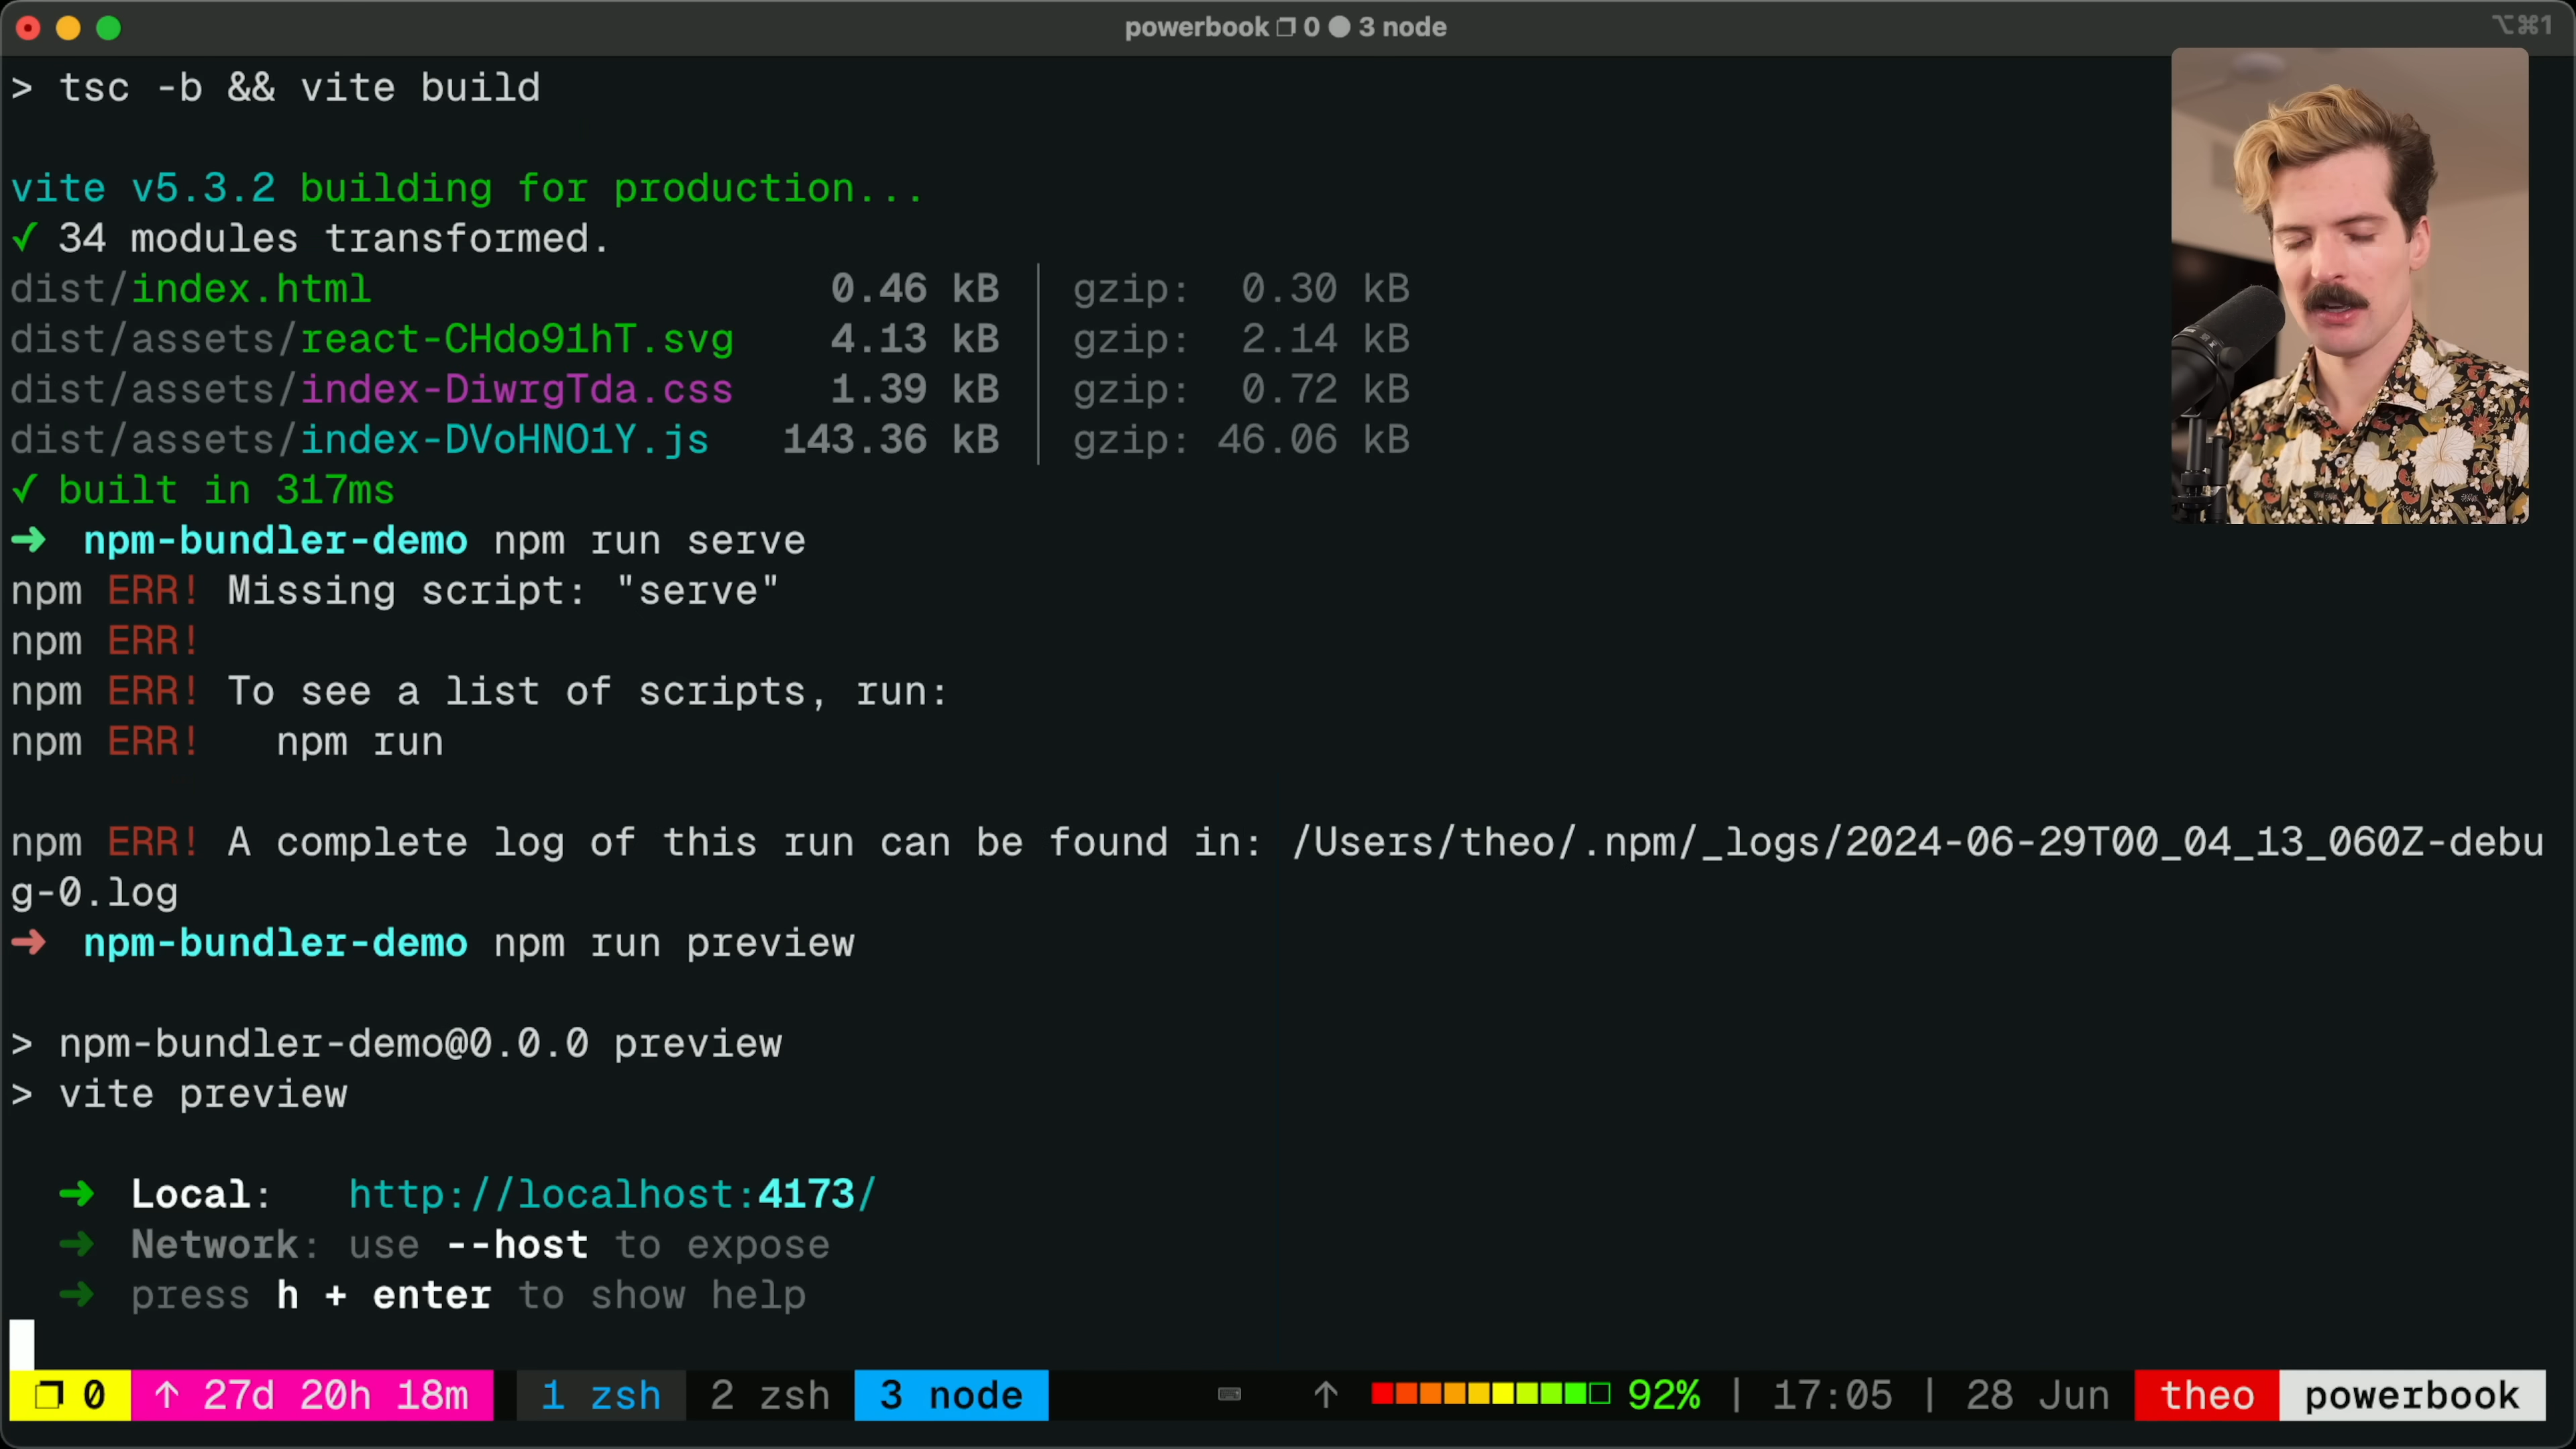 powerbook 0 ● 3 node
⌥⌘1
> tsc -b && vite build
vite v5.3.2 building for production...
✓ 34 modules transformed.
dist/index.html 0.46 kB │ gzip: 0.30 kB
dist/assets/react-CHdo91hT.svg 4.13 kB │ gzip: 2.14 kB
dist/assets/index-DiwrgTda.css 1.39 kB │ gzip: 0.72 kB
dist/assets/index-DVoHNO1Y.js 143.36 kB │ gzip: 46.06 kB
✓ built in 317ms
➜ npm-bundler-demo npm run serve
npm ERR! Missing script: "serve"
npm ERR!
npm ERR! To see a list of scripts, run:
npm ERR! npm run
npm ERR! A complete log of this run can be found in: /Users/theo/.npm/_logs/2024-06-29T00_04_13_060Z-debu
g-0.log
➜ npm-bundler-demo npm run preview
> npm-bundler-demo@0.0.0 preview
> vite preview
➜ Local: http://localhost:4173/
➜ Network: use --host to expose
➜ press h + enter to show help
❐ 0 ↑ 27d 20h 18m 1 zsh 2 zsh 3 node ↑ 92% | 17:05 | 28 Jun theo powerbook